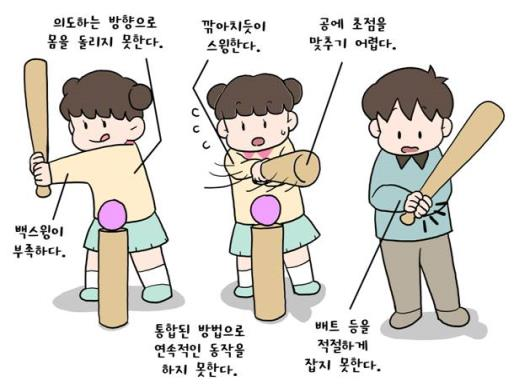 의도하는 방향으로
몸을 돌리지 못한다.
깎아치듯이
스윙한다.
공에 초점을
맞추기 어렵다.
백스윙이
부족하다.
통합된 방법으로
연속적인 동작을
하지 못한다.
배트 등을
적절하게
잡지 못한다.